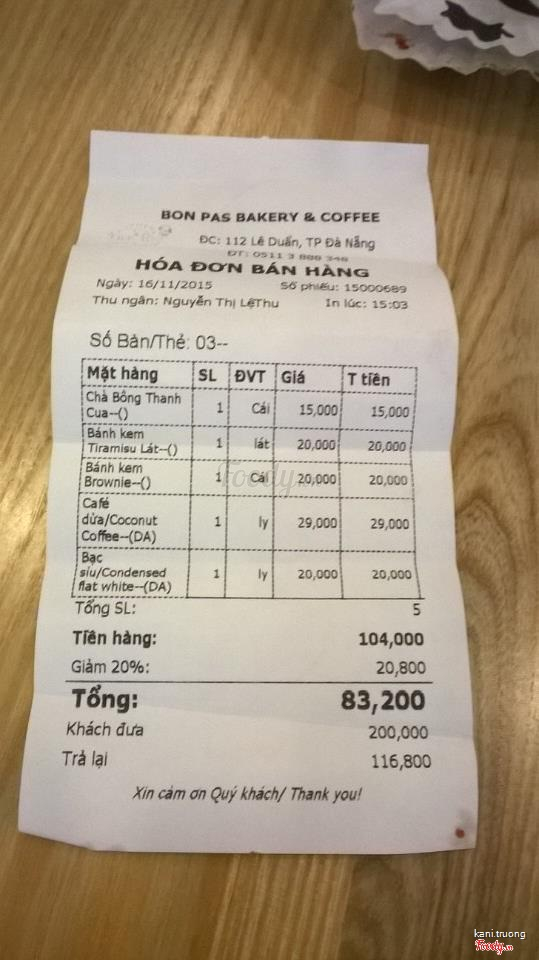 BON PAS BAKERY & COFFEE
ĐC: 112 Lê Duẩn, TP Đà Nẵng
ĐT: 0511 3 888 346
HÓA ĐƠN BÁN HÀNG
Ngày: 16/11/2015 Số phiếu: 15000689
Thu ngân: Nguyễn Thị LệThu In lúc: 15:03
Số Bàn/Thẻ: 03--
Mặt hàng SL ĐVT Giá T tiền
Chà Bông Thanh
Cua--() 1 Cái 15,000 15,000
Bánh kem
Tiramisu Lát--() 1 lát 20,000 20,000
Bánh kem
Brownie--() 1 Cái 20,000 20,000
Café
dừa/Coconut 1 ly 29,000 29,000
Coffee--(DA)
Bạc
sỉu/Condensed 1 ly 20,000 20,000
flat white--(DA)
Tổng SL: 5
Tiền hàng: 104,000
Giảm 20%: 20,800
Tổng: 83,200
Khách đưa 200,000
Trả lại 116,800
Xin cảm ơn Quý khách/ Thank you!
Foody
kani.truong
Foody.vn